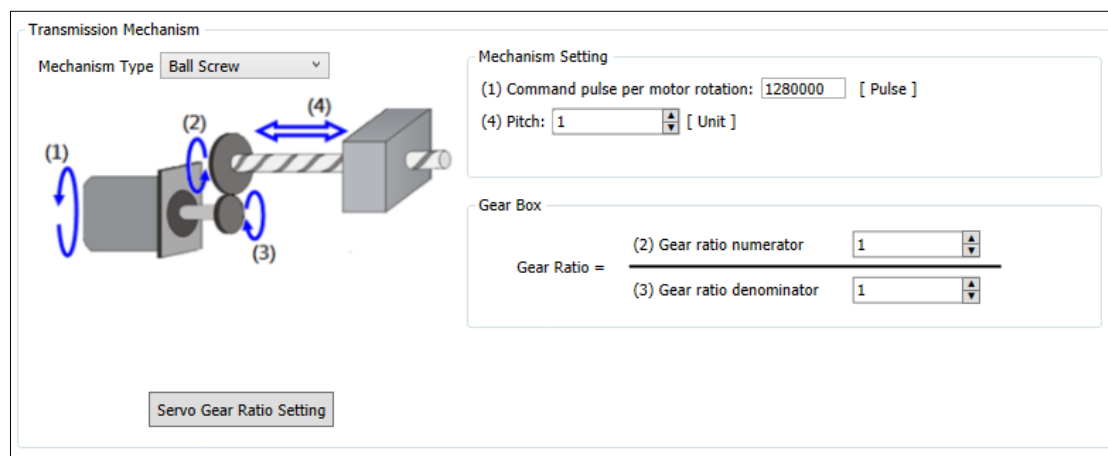 Transmission Mechanism
Mechanism Type Ball Screw
(1)
(2)
(4)
(3)
Servo Gear Ratio Setting
Mechanism Setting
(1) Command pulse per motor rotation: 1280000 [ Pulse ]
(4) Pitch: 1 [ Unit ]
Gear Box
Gear Ratio =
(2) Gear ratio numerator 1
(3) Gear ratio denominator 1